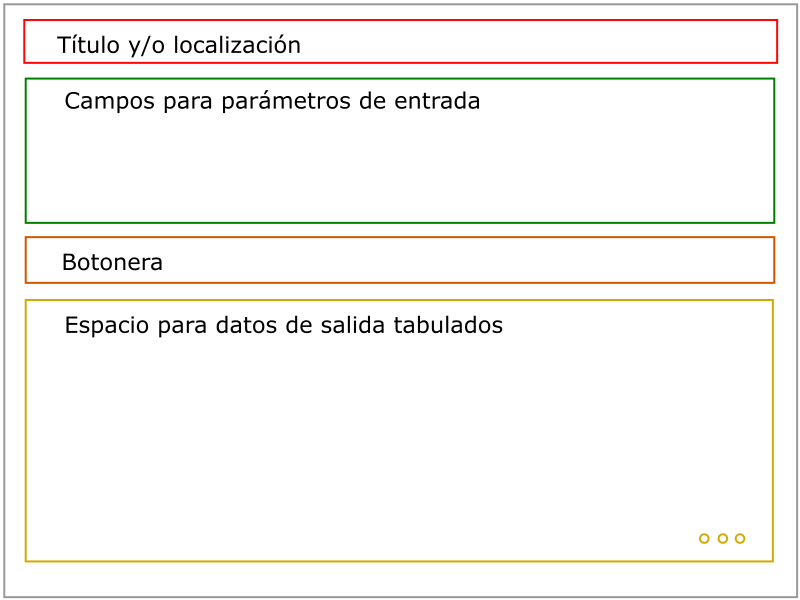 Título y/o localización
Campos para parámetros de entrada
Botonera
Espacio para datos de salida tabulados